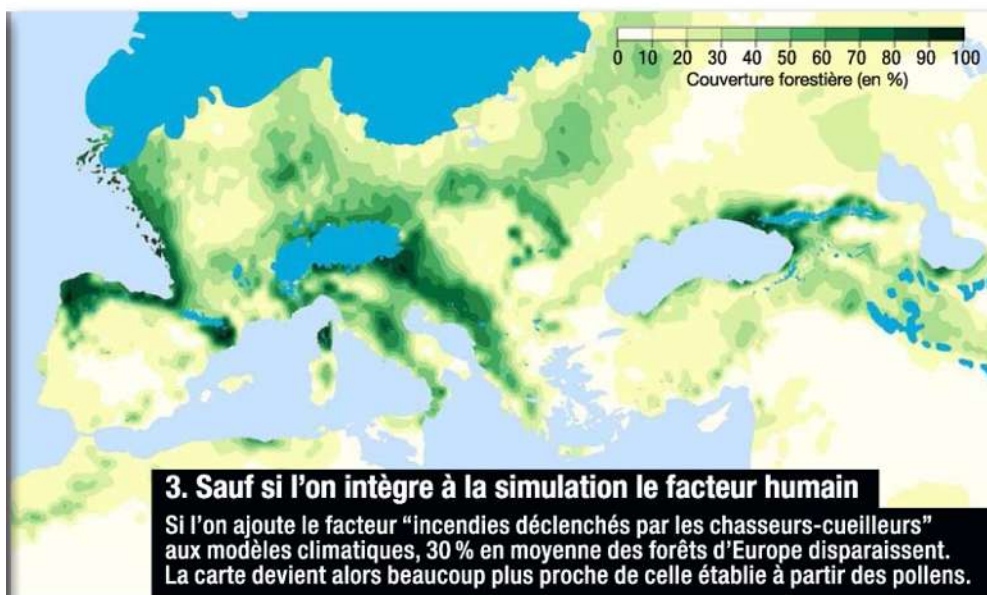 0 10 20 30 40 50 60 70 80 90 100
Couverture forestière (en %)
3. Sauf si l’on intègre à la simulation le facteur humain
Si l’on ajoute le facteur “incendies déclenchés par les chasseurs-cueilleurs”
aux modèles climatiques, 30 % en moyenne des forêts d’Europe disparaissent.
La carte devient alors beaucoup plus proche de celle établie à partir des pollens.